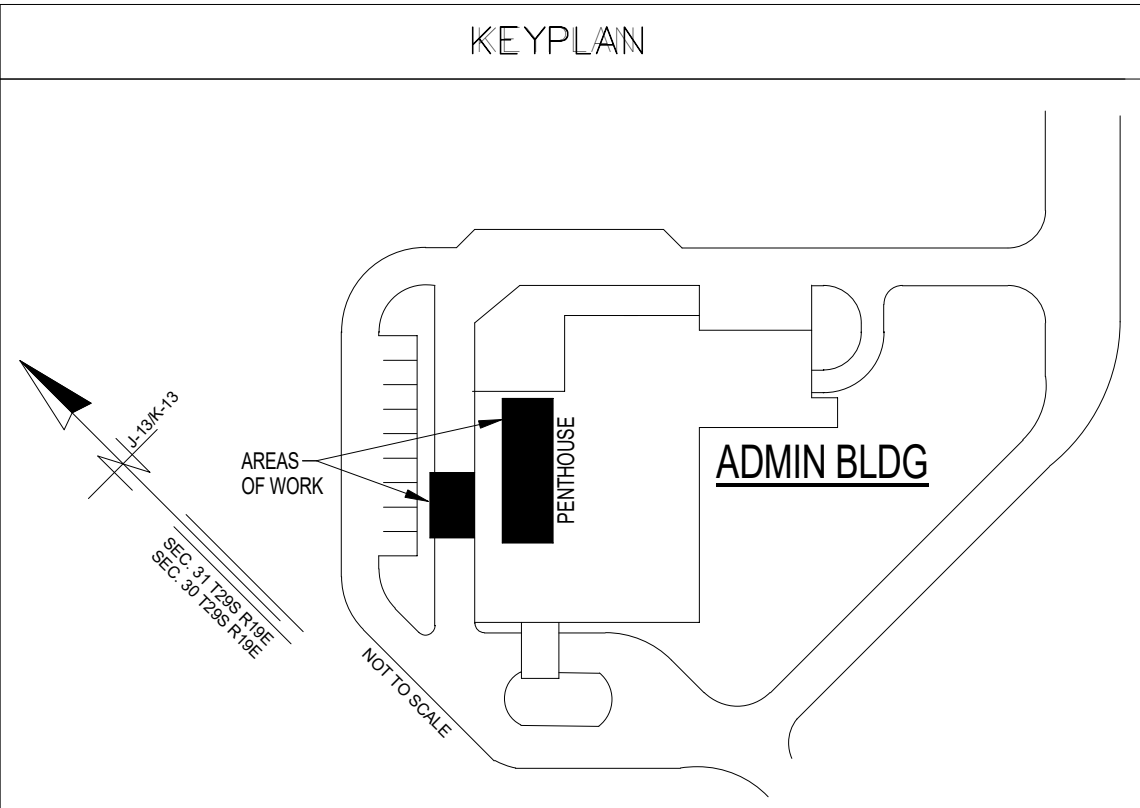 KEYPLAN
J-13/K-13
AREAS
OF WORK
PENTHOUSE
ADMIN BLDG
SEC. 31 T29S R19E
SEC. 30 T29S R19E
NOT TO SCALE